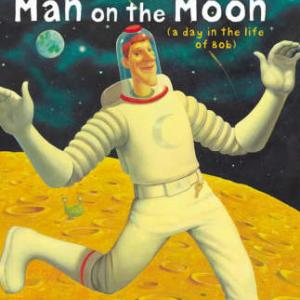 Man on the Moon
(a day in the life
of Bob)